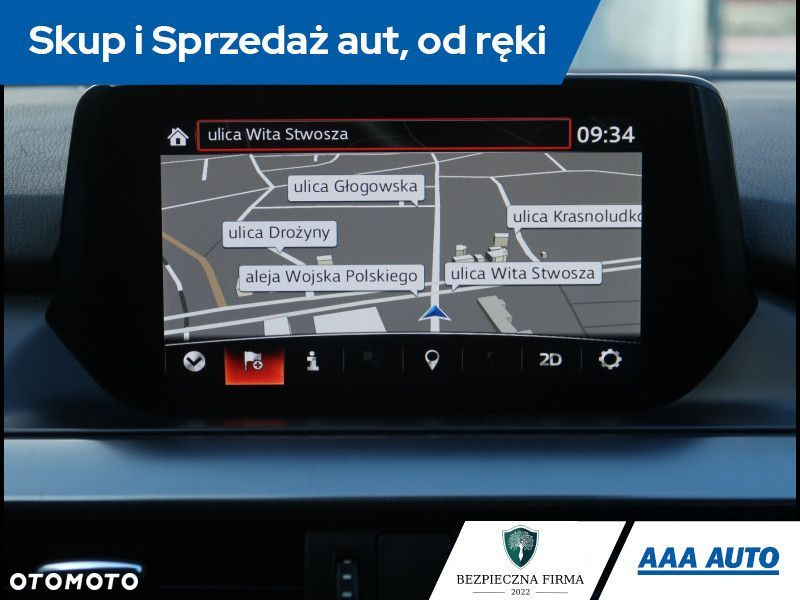 Skup i Sprzedaż aut, od ręki
ulica Wita Stwosza
09:34
ulica Głogowska
ulica Krasnoludkó
ulica Drożyny
aleja Wojska Polskiego
ulica Wita Stwosza
2D
BEZPIECZNA FIRMA
2022
AAA AUTO
OTOMOTO